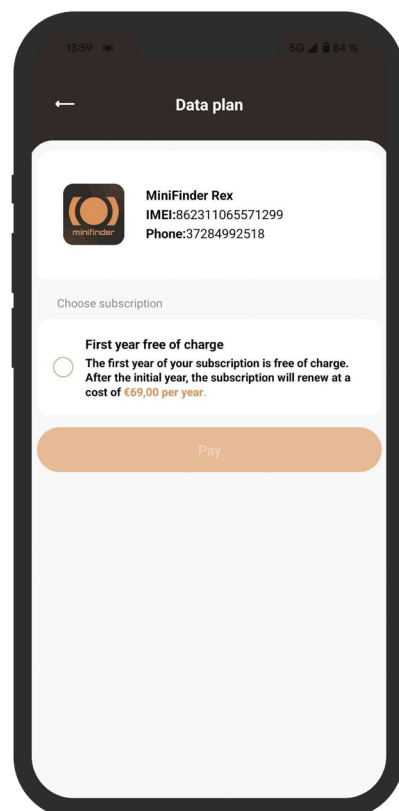 13:59
5G 84 %
Data plan
minifinder
MiniFinder Rex
IMEI:862311065571299
Phone:37284992518
Choose subscription
First year free of charge
The first year of your subscription is free of charge.
After the initial year, the subscription will renew at a
cost of €69,00 per year.
Pay